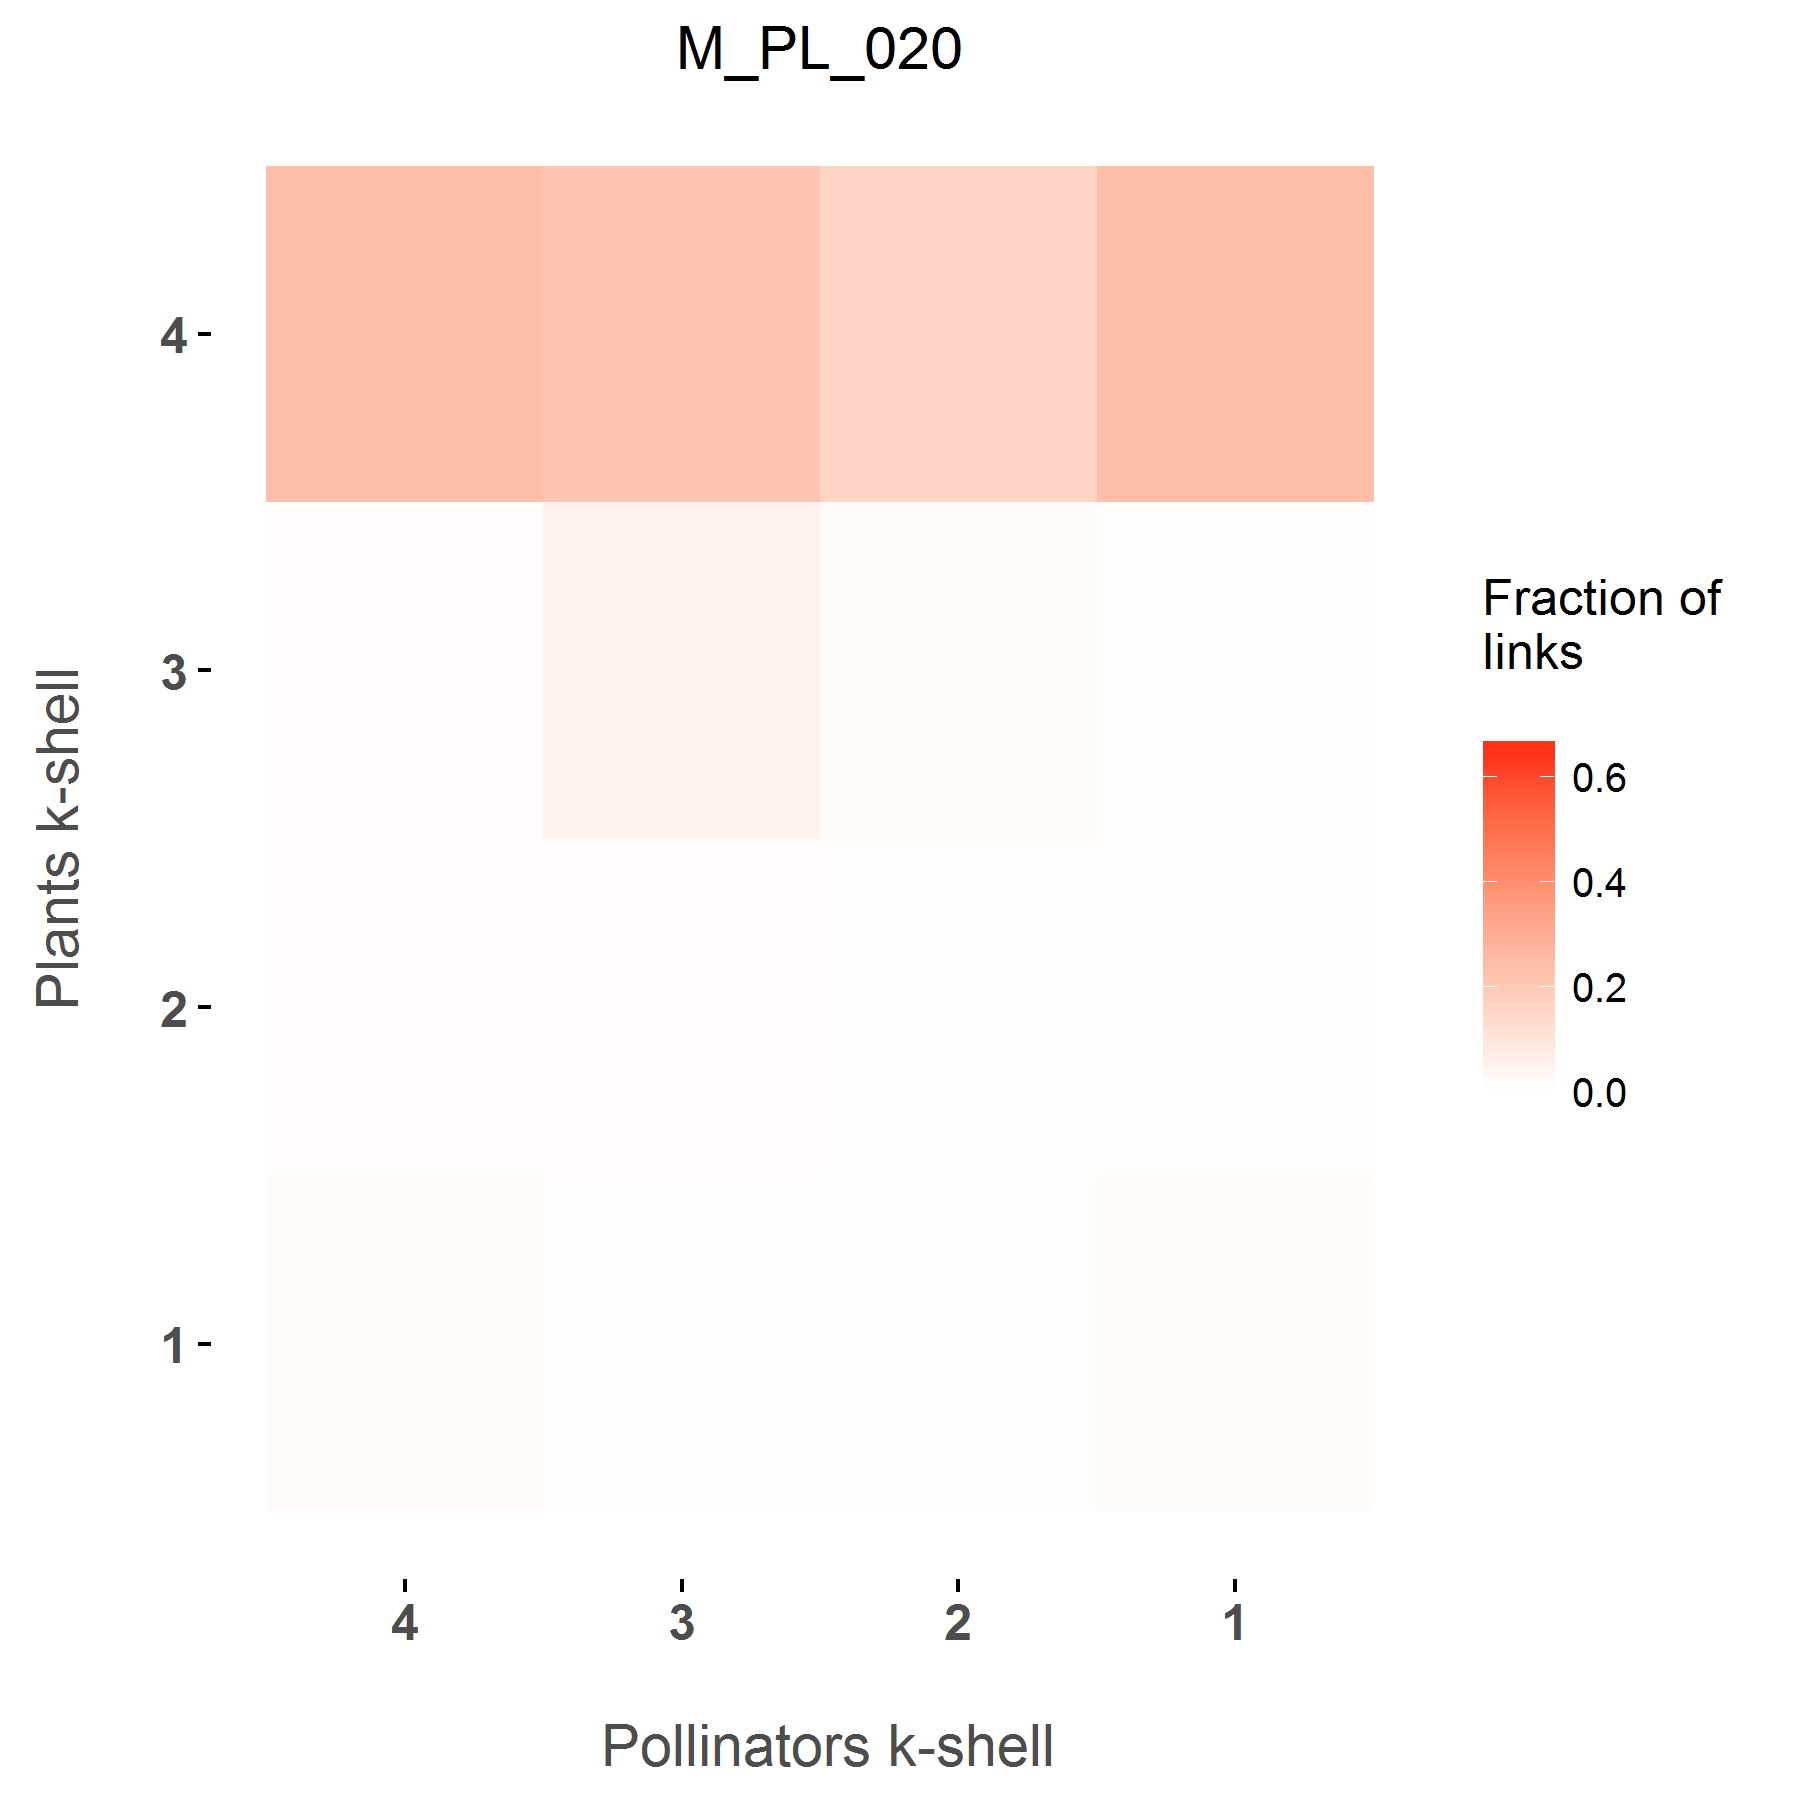 M_PL_020
4
3
2
1
Plants k-shell
4 3 2 1
Pollinators k-shell
Fraction of
links
0.6
0.4
0.2
0.0